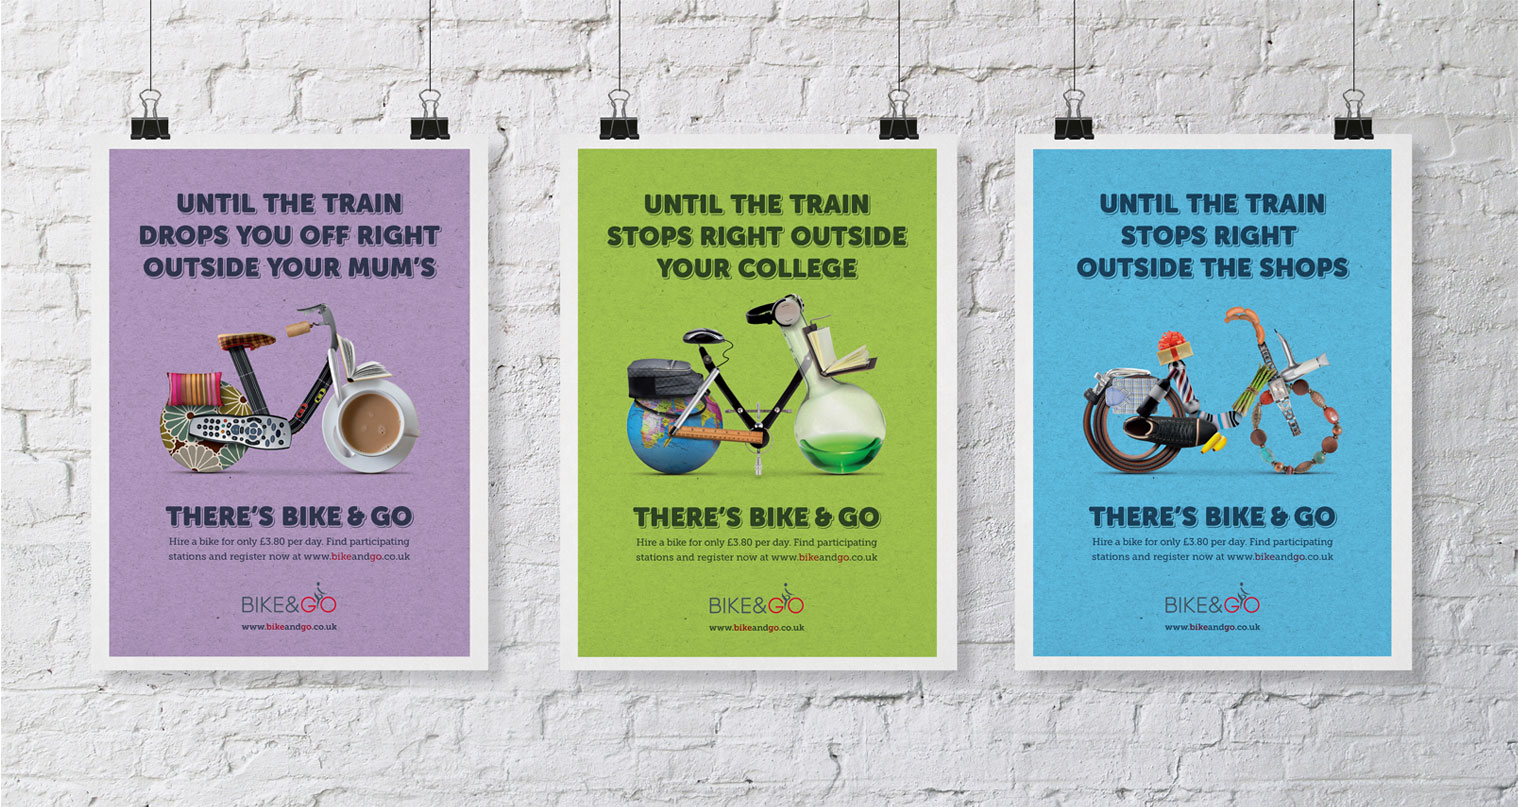 UNTIL THE TRAIN
DROPS YOU OFF RIGHT
OUTSIDE YOUR MUM'S
THERE'S BIKE & GO
Hire a bike for only £3.80 per day. Find participating
stations and register now at www.bikeandgo.co.uk
BIKE&GO
www.bikeandgo.co.uk
UNTIL THE TRAIN
STOPS RIGHT OUTSIDE
YOUR COLLEGE
THERE'S BIKE & GO
Hire a bike for only £3.80 per day. Find participating
stations and register now at www.bikeandgo.co.uk
BIKE&GO
www.bikeandgo.co.uk
UNTIL THE TRAIN
STOPS RIGHT
OUTSIDE THE SHOPS
THERE'S BIKE & GO
Hire a bike for only £3.80 per day. Find participating
stations and register now at www.bikeandgo.co.uk
BIKE&GO
www.bikeandgo.co.uk